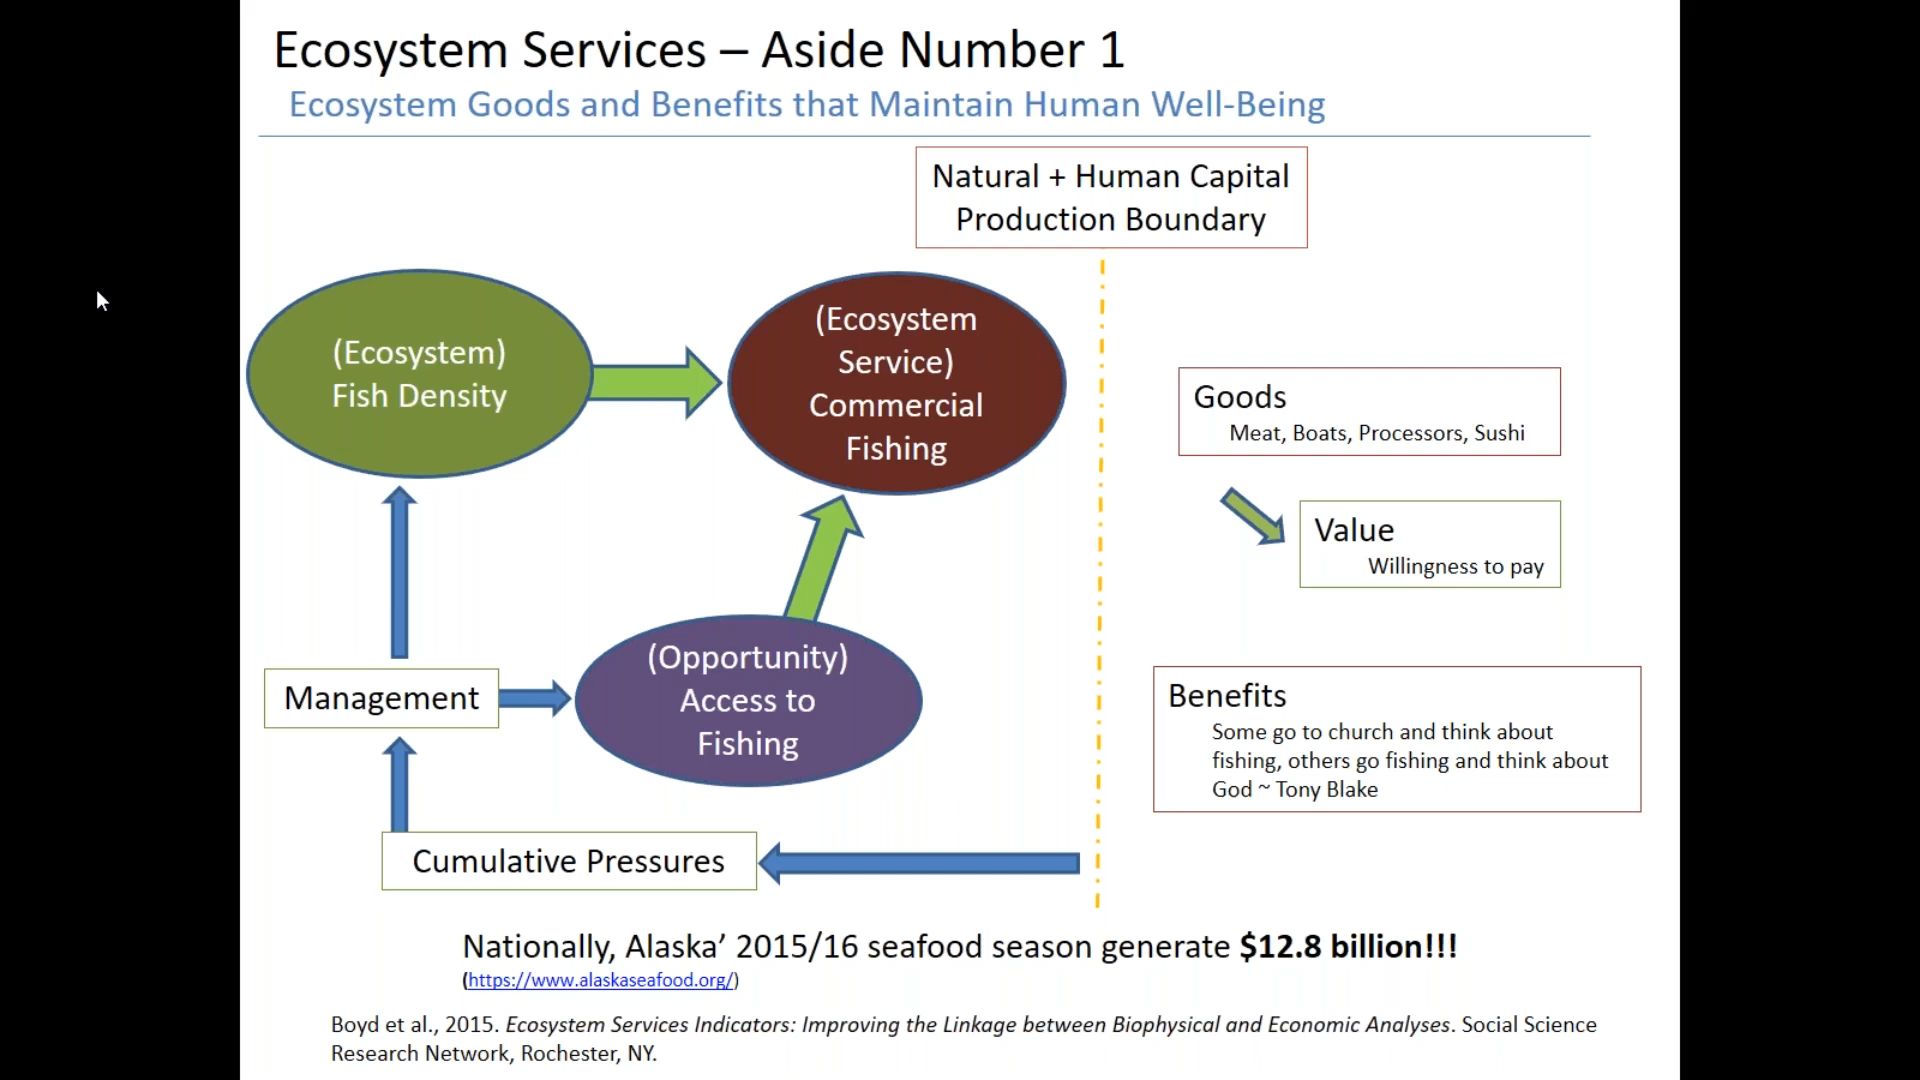 Ecosystem Services – Aside Number 1
Ecosystem Goods and Benefits that Maintain Human Well-Being
Natural + Human Capital
Production Boundary
(Ecosystem)
Fish Density
(Ecosystem
Service)
Commercial
Fishing
Goods
Meat, Boats, Processors, Sushi
Value
Willingness to pay
(Opportunity)
Access to
Fishing
Management
Benefits
Some go to church and think about
fishing, others go fishing and think about
God ~ Tony Blake
Cumulative Pressures
Nationally, Alaska’ 2015/16 seafood season generate $12.8 billion!!!
(https://www.alaskaseafood.org/)
Boyd et al., 2015. Ecosystem Services Indicators: Improving the Linkage between Biophysical and Economic Analyses. Social Science
Research Network, Rochester, NY.